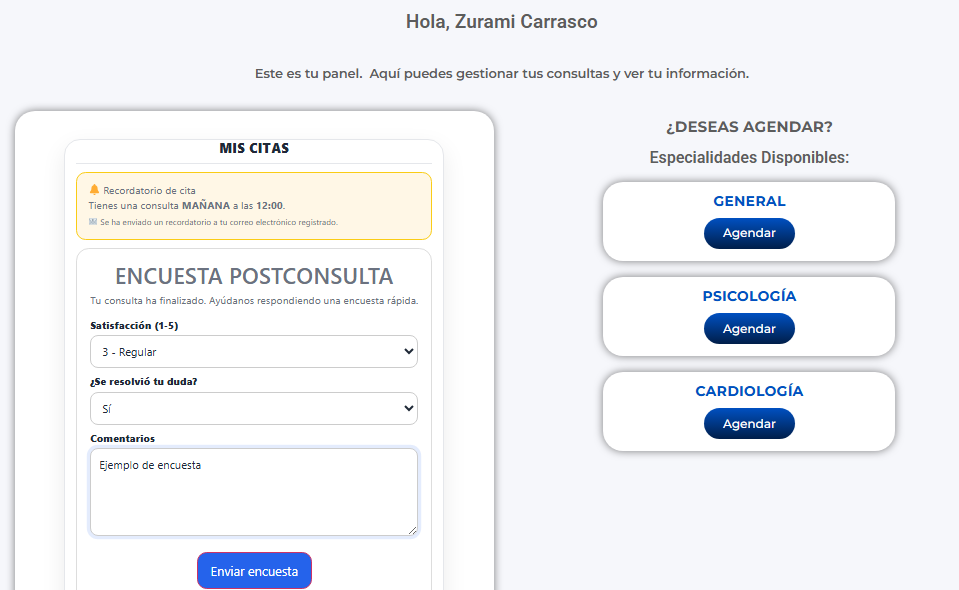 Hola, Zurami Carrasco
Este es tu panel. Aquí puedes gestionar tus consultas y ver tu información.
MIS CITAS
Recordatorio de cita
Tienes una consulta MAÑANA a las 12:00.
Se ha enviado un recordatorio a tu correo electrónico registrado.
ENCUESTA POSTCONSULTA
Tu consulta ha finalizado. Ayúdanos respondiendo una encuesta rápida.
Satisfacción (1-5)
3 - Regular
¿Se resolvió tu duda?
Sí
Comentarios
Ejemplo de encuesta
Enviar encuesta
¿DESEAS AGENDAR?
Especialidades Disponibles:
GENERAL
Agendar
PSICOLOGÍA
Agendar
CARDIOLOGÍA
Agendar